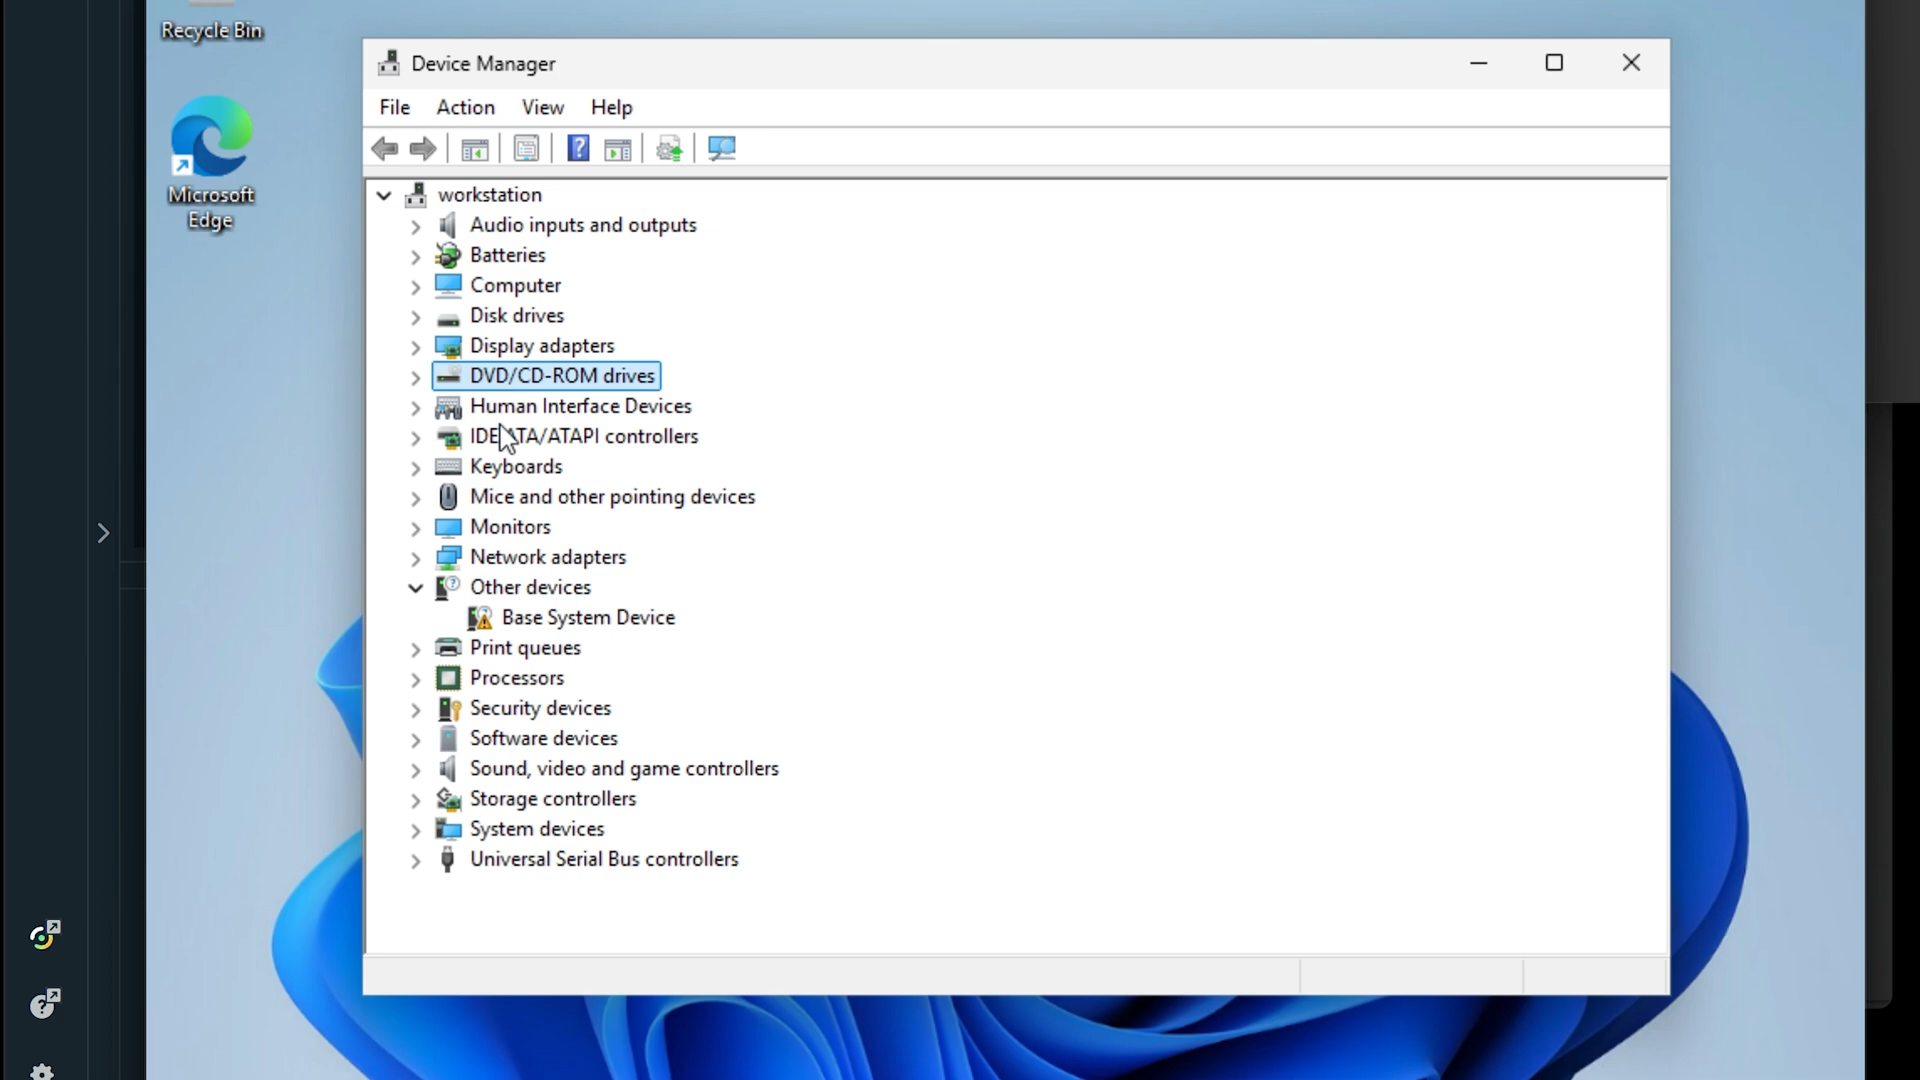 Recycle Bin
Microsoft
Edge
Device Manager
File Action View Help
workstation
Audio inputs and outputs
Batteries
Computer
Disk drives
Display adapters
DVD/CD-ROM drives
Human Interface Devices
IDE ATA/ATAPI controllers
Keyboards
Mice and other pointing devices
Monitors
Network adapters
Other devices
Base System Device
Print queues
Processors
Security devices
Software devices
Sound, video and game controllers
Storage controllers
System devices
Universal Serial Bus controllers